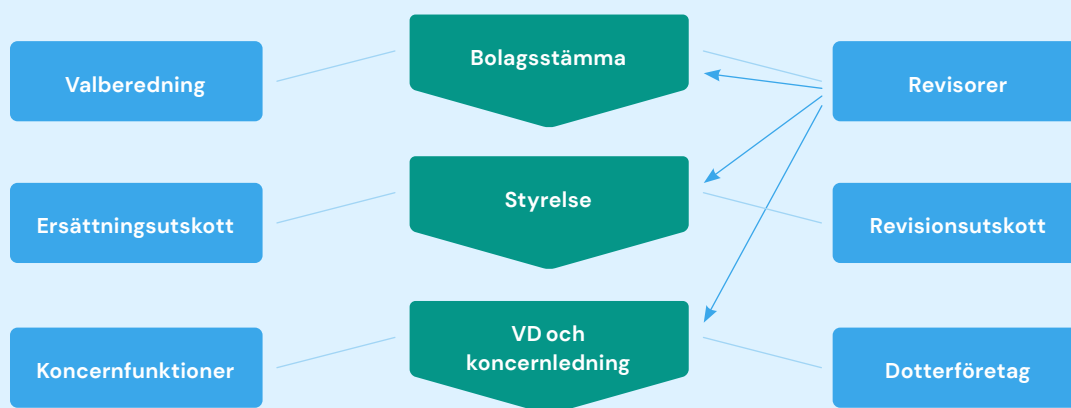 Valberedning
Bolagsstämma
Revisorer
Ersättningsutskott
Styrelse
Revisionsutskott
Koncernfunktioner
VD och
koncernledning
Dotterföretag